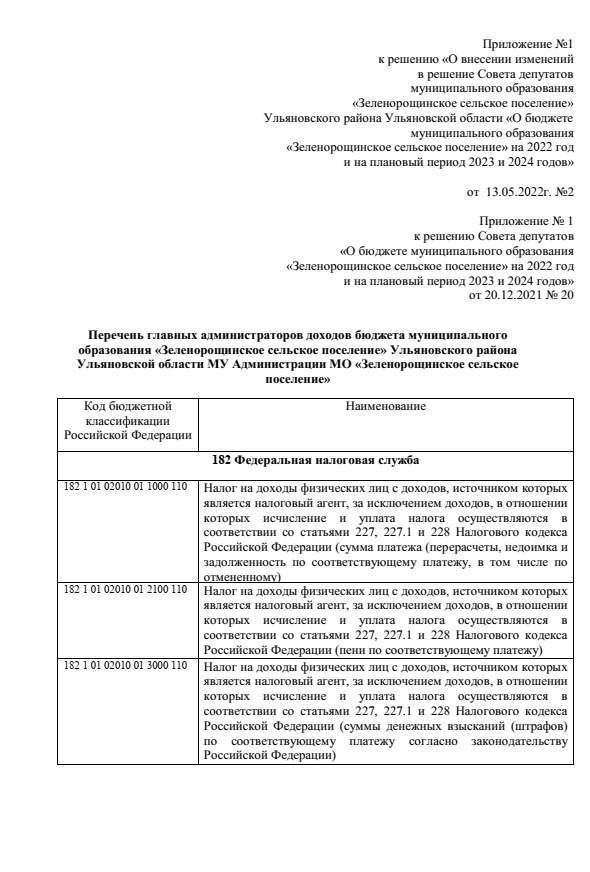 Приложение №1
к решению «О внесении изменений
в решение Совета депутатов
муниципального образования
«Зеленорощинское сельское поселение»
Ульяновского района Ульяновской области «О бюджете
муниципального образования
«Зеленорощинское сельское поселение» на 2022 год
и на плановый период 2023 и 2024 годов»
от 13.05.2022г. №2
Приложение № 1
к решению Совета депутатов
«О бюджете муниципального образования
«Зеленорощинское сельское поселение» на 2022 год
и на плановый период 2023 и 2024 годов»
от 20.12.2021 № 20
Перечень главных администраторов доходов бюджета муниципального
образования «Зеленорощинское сельское поселение» Ульяновского района
Ульяновской области МУ Администрации МО «Зеленорощинское сельское
поселение»
Код бюджетной
классификации
Российской Федерации
Наименование
182 Федеральная налоговая служба
182 1 01 02010 01 1000 110
Налог на доходы физических лиц с доходов, источником которых
является налоговый агент, за исключением доходов, в отношении
которых исчисление и уплата налога осуществляются в
соответствии со статьями 227, 227.1 и 228 Налогового кодекса
Российской Федерации (сумма платежа (перерасчеты, недоимка и
задолженность по соответствующему платежу, в том числе по
отмененному)
182 1 01 02010 01 2100 110
Налог на доходы физических лиц с доходов, источником которых
является налоговый агент, за исключением доходов, в отношении
которых исчисление и уплата налога осуществляются в
соответствии со статьями 227, 227.1 и 228 Налогового кодекса
Российской Федерации (пени по соответствующему платежу)
182 1 01 02010 01 3000 110
Налог на доходы физических лиц с доходов, источником которых
является налоговый агент, за исключением доходов, в отношении
которых исчисление и уплата налога осуществляются в
соответствии со статьями 227, 227.1 и 228 Налогового кодекса
Российской Федерации (суммы денежных взысканий (штрафов)
по соответствующему платежу согласно законодательству
Российской Федерации)